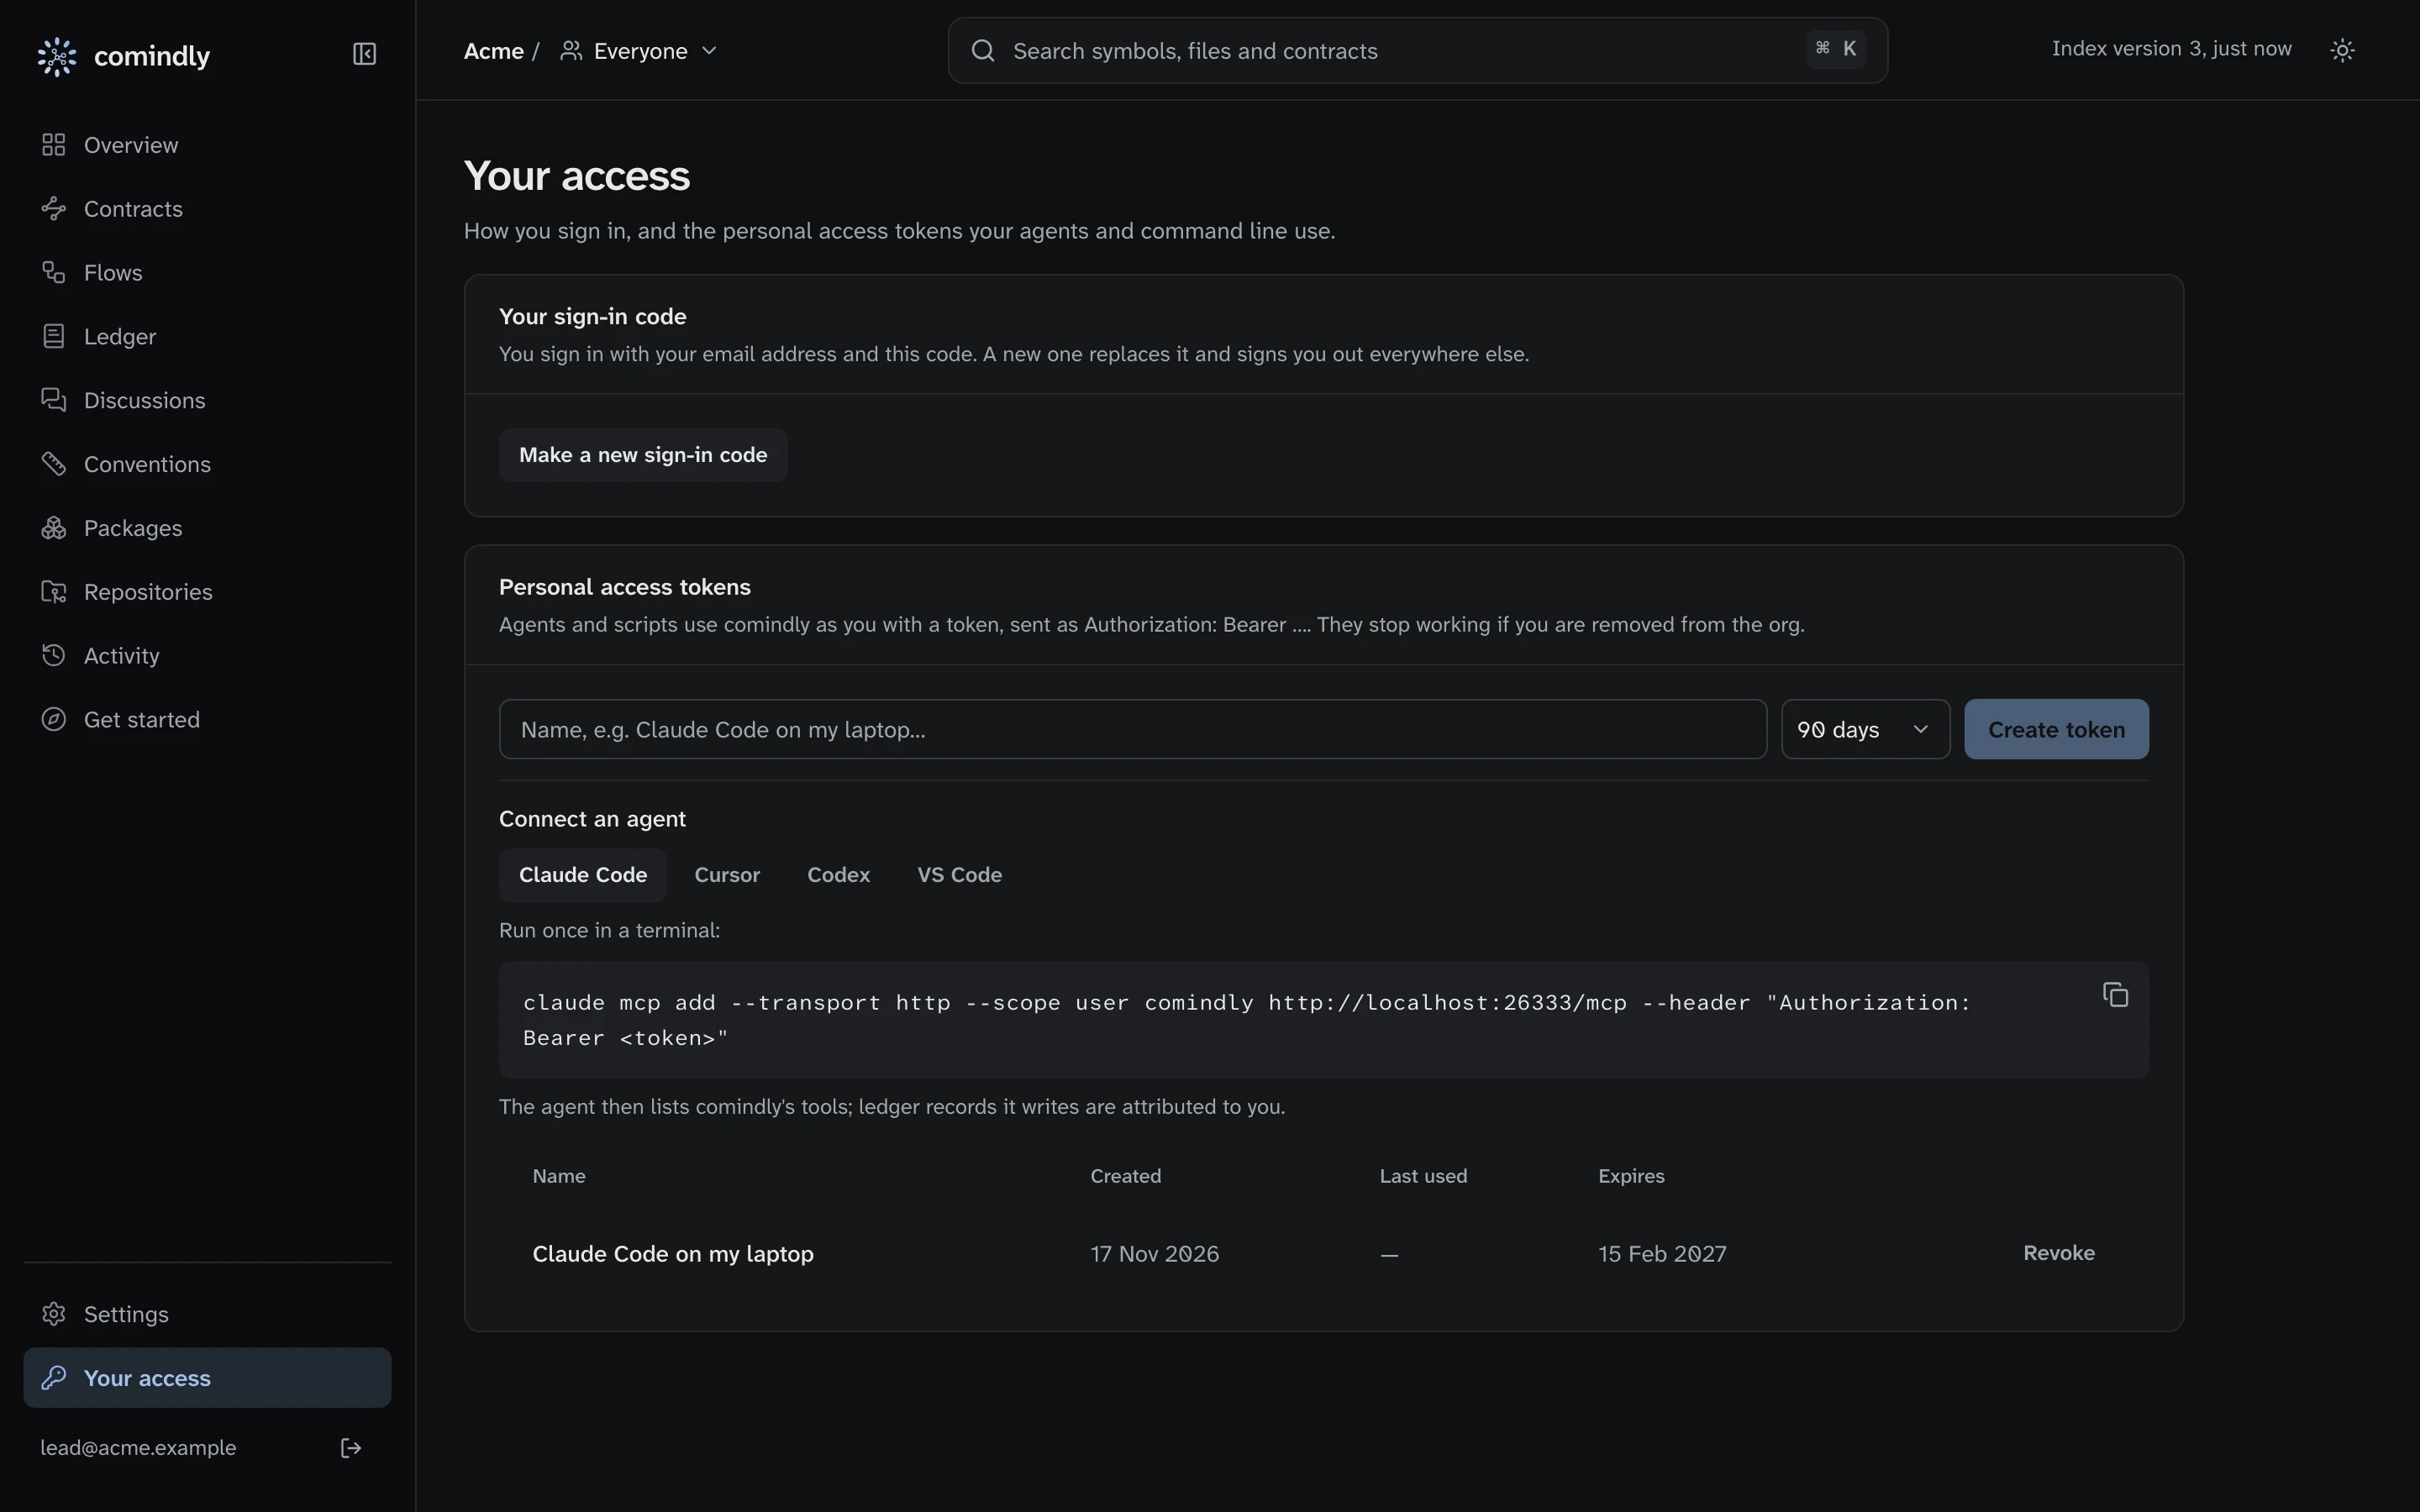 comindly
Acme / Everyone
Search symbols, files and contracts
⌘ K
Index version 3, just now
Overview
Contracts
Flows
Ledger
Discussions
Conventions
Packages
Repositories
Activity
Get started
Settings
Your access
lead@acme.example
Your access
How you sign in, and the personal access tokens your agents and command line use.
Your sign-in code
You sign in with your email address and this code. A new one replaces it and signs you out everywhere else.
Make a new sign-in code
Personal access tokens
Agents and scripts use comindly as you with a token, sent as Authorization: Bearer .... They stop working if you are removed from the org.
Name, e.g. Claude Code on my laptop...
90 days
Create token
Connect an agent
Claude Code Cursor Codex VS Code
Run once in a terminal:
claude mcp add --transport http --scope user comindly http://localhost:26333/mcp --header "Authorization:
Bearer <token>"
The agent then lists comindly's tools; ledger records it writes are attributed to you.
Name Created Last used Expires
Claude Code on my laptop 17 Nov 2026 — 15 Feb 2027 Revoke